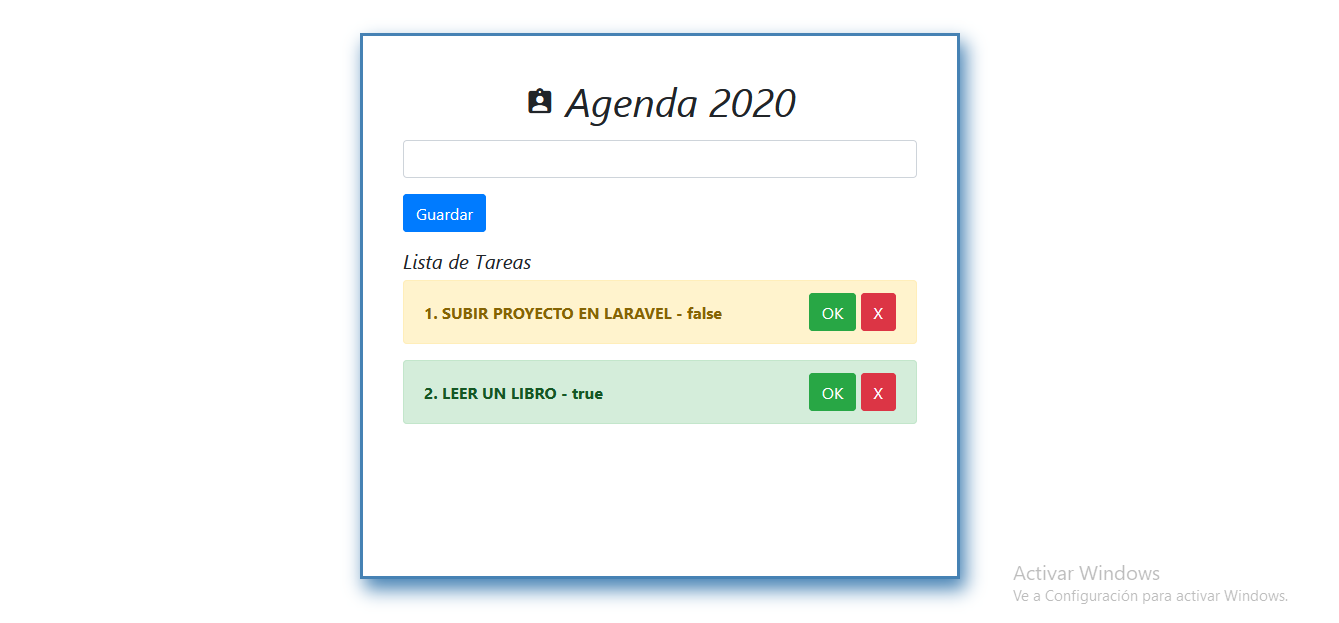 Agenda 2020
Guardar
Lista de Tareas
1. SUBIR PROYECTO EN LARAVEL - false OK X
2. LEER UN LIBRO - true OK X
Activar Windows
Ve a Configuración para activar Windows.